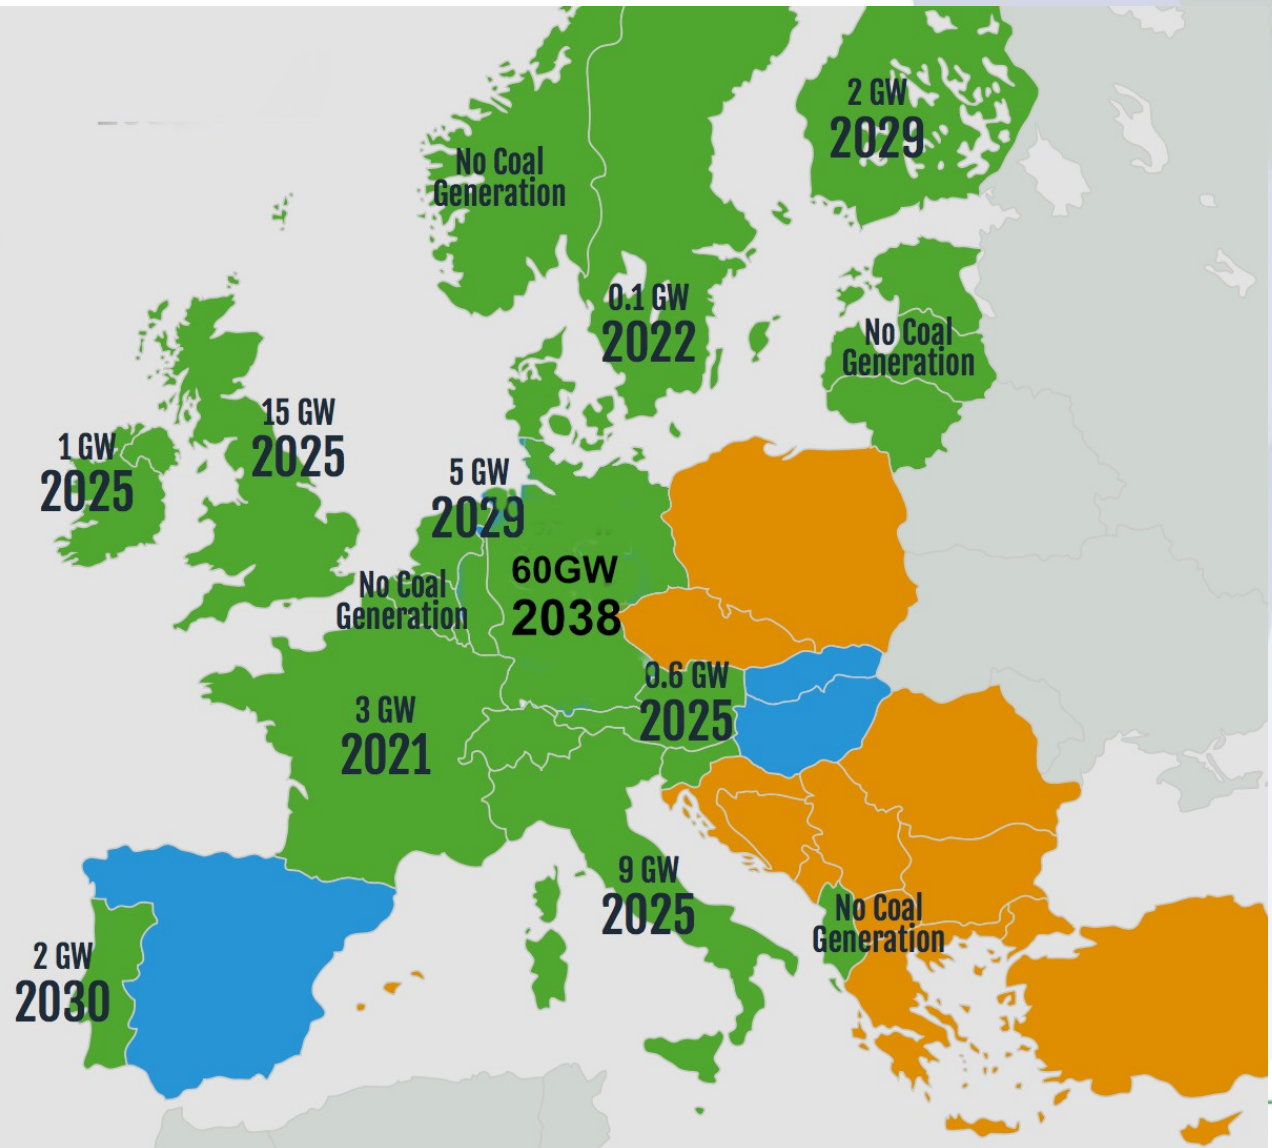 2 GW
2029
No Coal
Generation
0.1 GW
2022
No Coal
Generation
15 GW
2025
1 GW
2025
5 GW
2029
60GW
2038
No Coal
Generation
0.6 GW
2025
3 GW
2021
9 GW
2025
No Coal
Generation
2 GW
2030